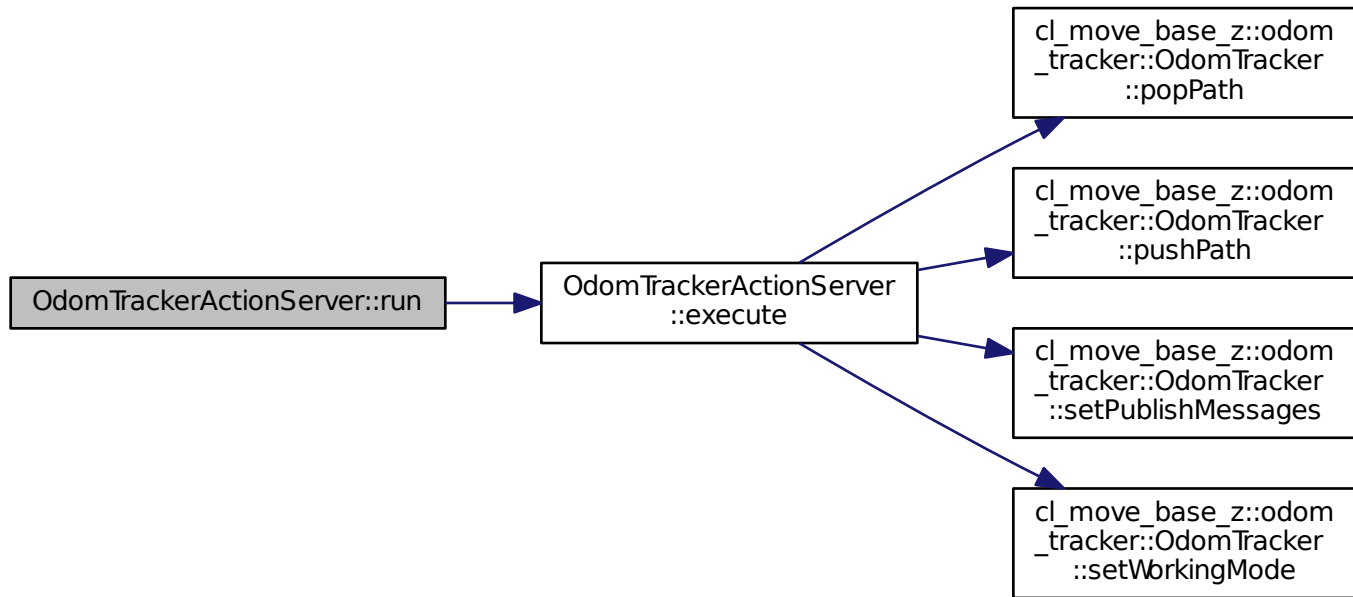 cl_move_base_z::odom
_tracker::OdomTracker
::popPath
cl_move_base_z::odom
_tracker::OdomTracker
::pushPath
OdomTrackerActionServer::run
OdomTrackerActionServer
::execute
cl_move_base_z::odom
_tracker::OdomTracker
::setPublishMessages
cl_move_base_z::odom
_tracker::OdomTracker
::setWorkingMode